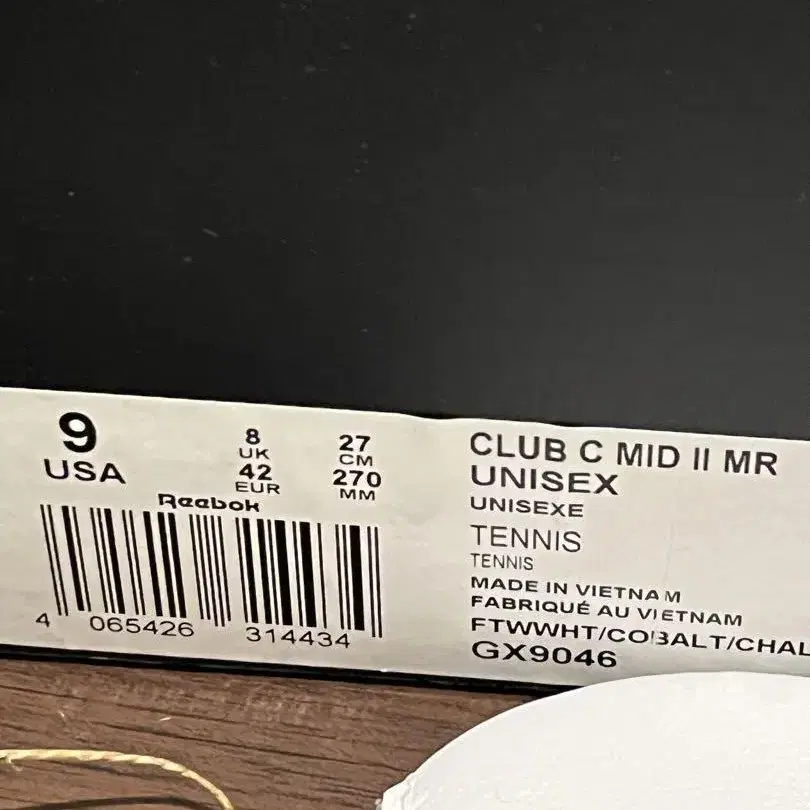 9
USA
8
UK
42
EUR
27
CM
270
MM
Reebok
4 065426 314434
CLUB C MID II MR
UNISEX
UNISEXE
TENNIS
TENNIS
MADE IN VIETNAM
FABRIQUÉ AU VIETNAM
FTWWHT/COBALT/CHAL
GX9046